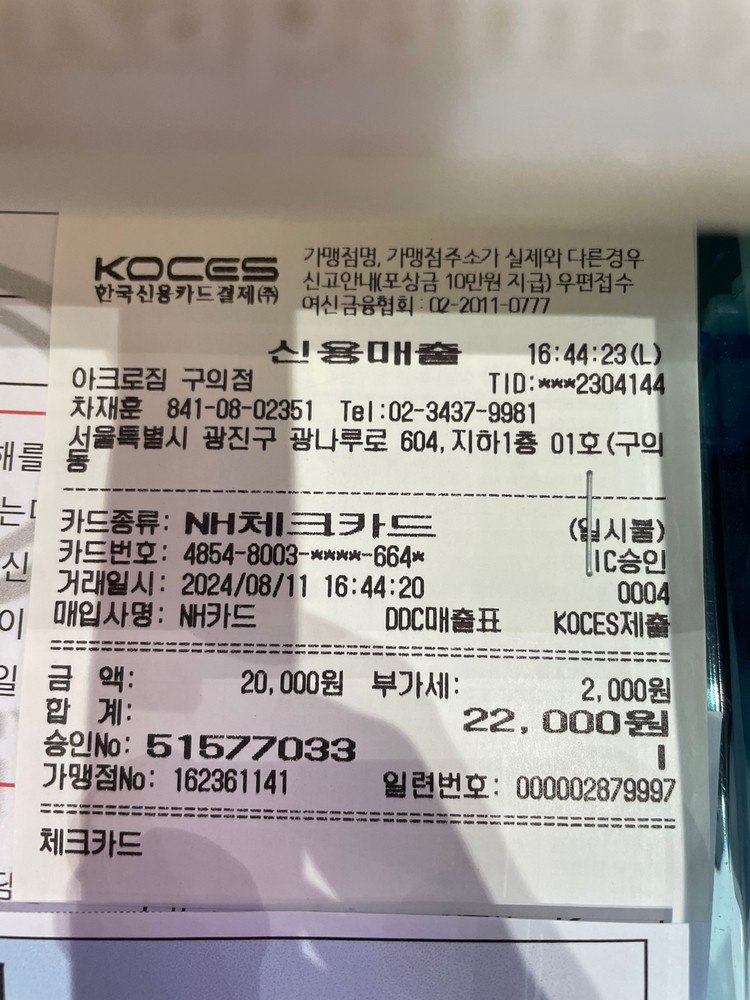 KOCES
한국신용카드결제(주)
가맹점명, 가맹점주소가 실제와 다른경우
신고안내(포상금 10만원 지급) 우편접수
여신금융협회 : 02-2011-0777
신용매출 16:44:23(L)
아크로짐 구의점 TID:***2304144
차재훈 841-08-02351 Tel:02-3437-9981
서울특별시 광진구 광나루로 604,지하1층 01호(구의
동
카드종류: NH체크카드 (일시불)
카드번호: 4854-8003-****-664* IC승인
거래일시: 2024/08/11 16:44:20 0004
매입사명: NH카드 DDC매출표 KOCES제출
금 액: 20,000원 부가세: 2,000원
합 계: 22,000원
승인No: 51577033
가맹점No: 162361141 일련번호: 000002879997
체크카드
해를
신
이
일